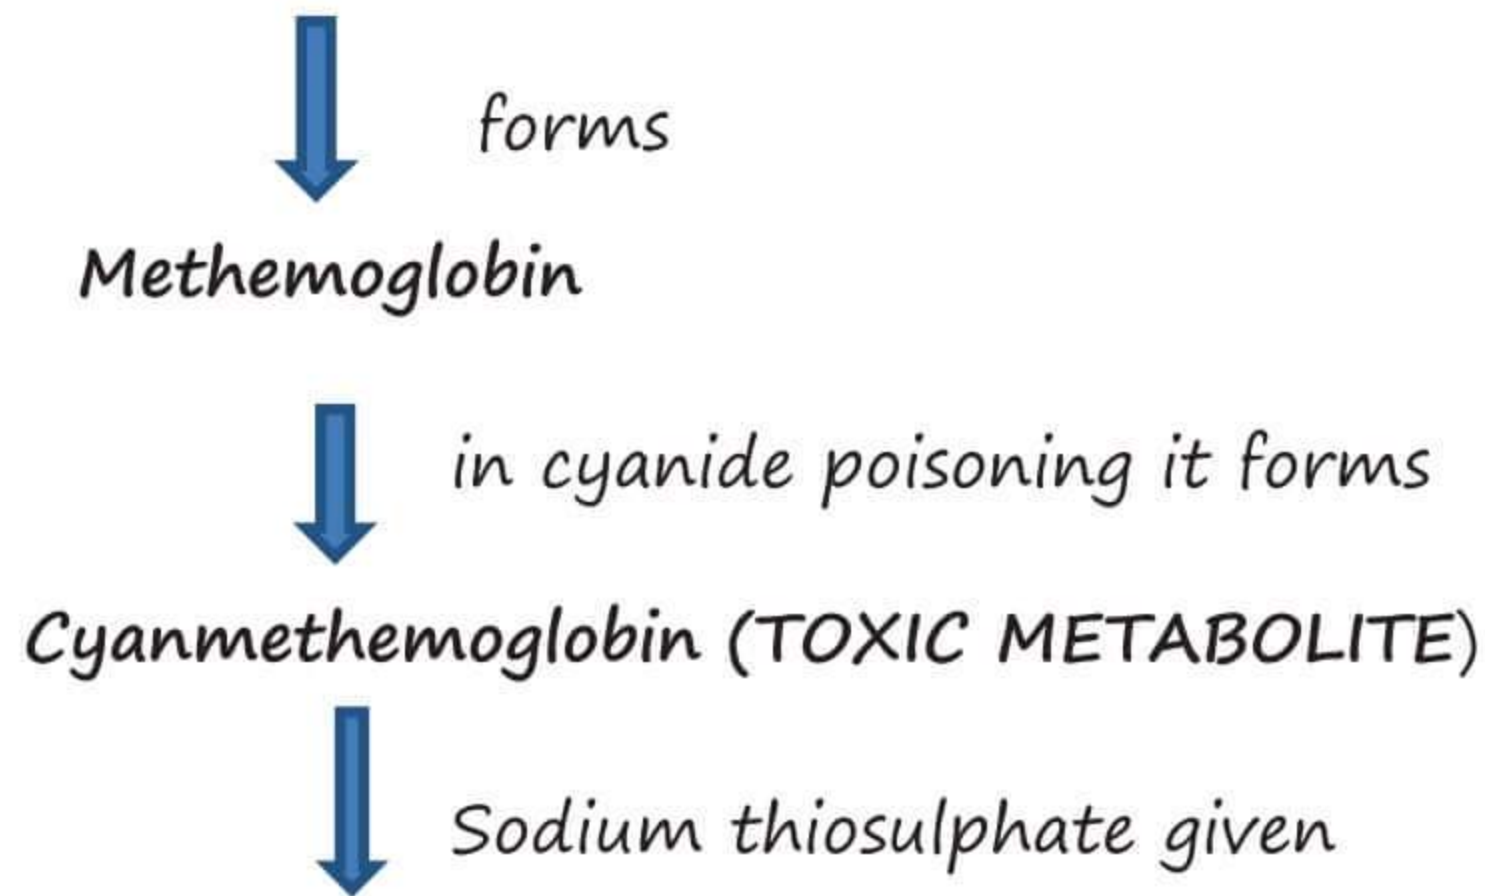 forms
Methemoglobin
in cyanide poisoning it forms
Cyanmethemoglobin (TOXIC METABOLITE)
Sodium thiosulphate given